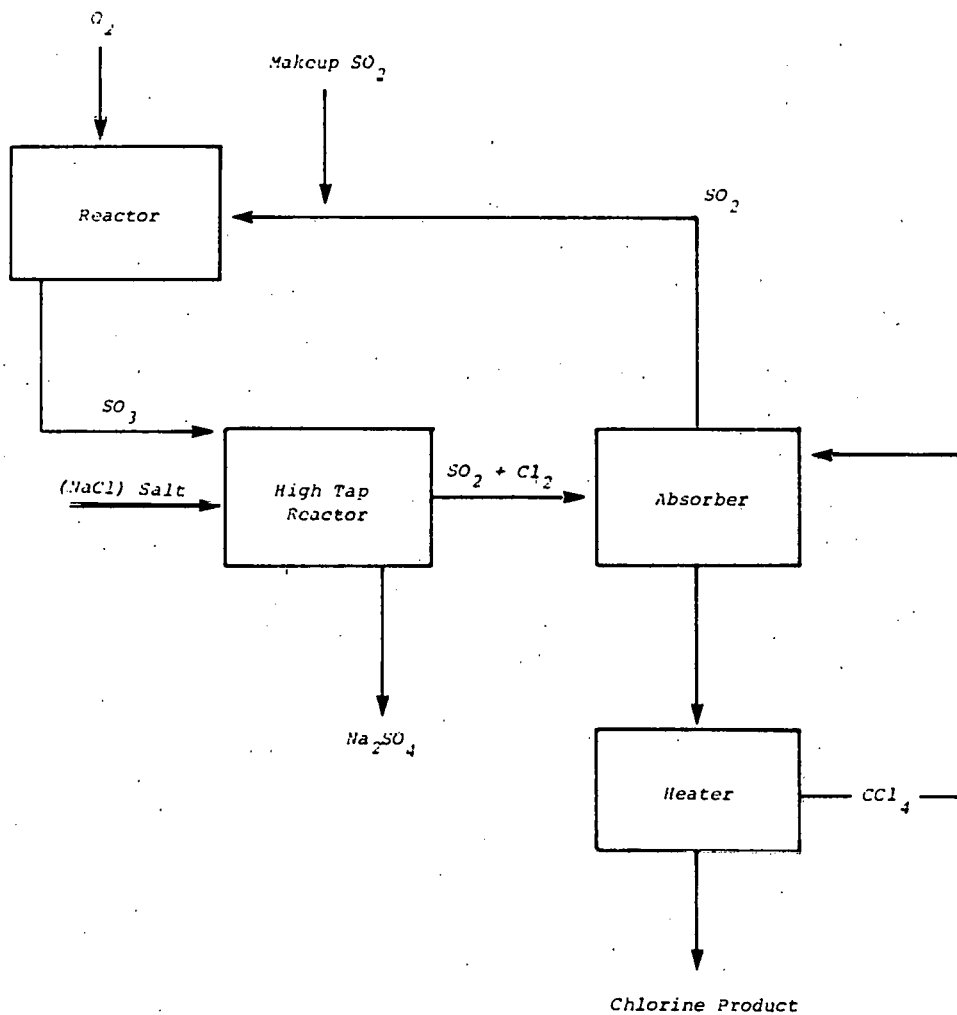 O2
Makeup SO2
Reactor
SO2
SO3
(NaCl) Salt
High Tap
Reactor
SO2 + Cl2
Absorber
Na2SO4
Heater
CCl4
Chlorine Product